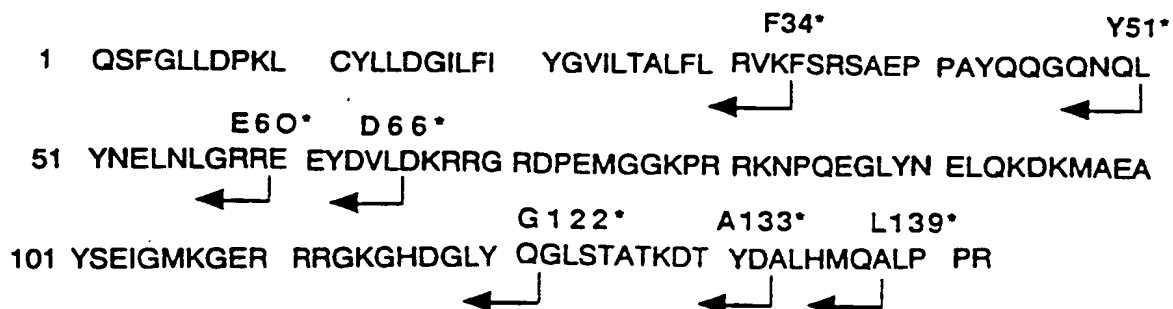 F34* Y51*
1 QSFGLLDPKL CYLLDGILFI YGVILTALFL RVKFSRSAEP PAYQQGQNQL
E60* D66*
51 YNELNLGRRE EYDVLDKRRG RDPEMGGKPR RKNPQEGLYN ELQKDKMAEA
G122* A133* L139*
101 YSEIGMKGER RRGKGHDGLY QGLSTATKDT YDALHMQALP PR